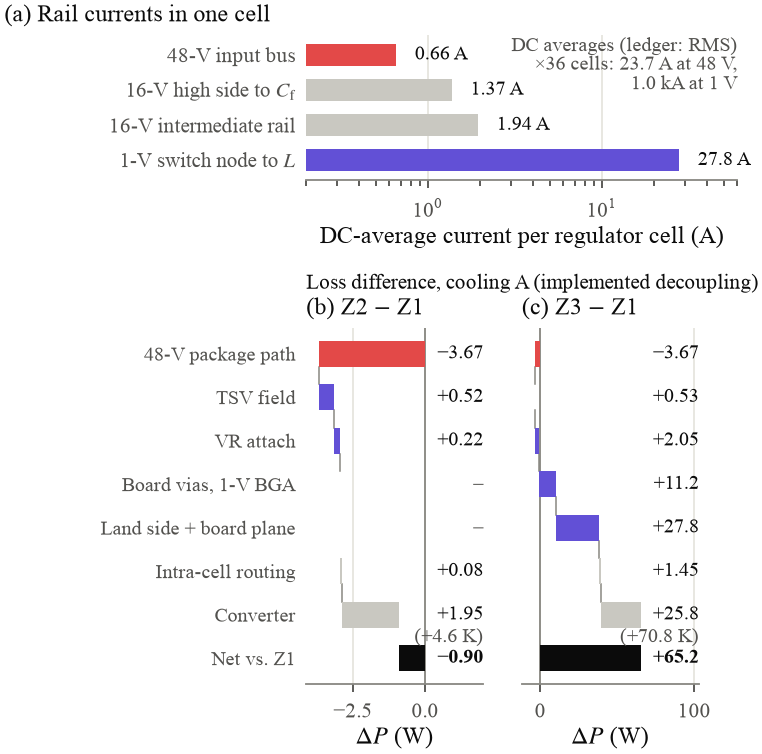 (a) Rail currents in one cell
48-V input bus
0.66 A
DC averages (ledger: RMS)
×36 cells: 23.7 A at 48 V,
1.0 kA at 1 V
16-V high side to Cf
1.37 A
16-V intermediate rail
1.94 A
1-V switch node to L
27.8 A
10⁰ 10¹
DC-average current per regulator cell (A)
Loss difference, cooling A (implemented decoupling)
(b) Z2 − Z1 (c) Z3 − Z1
48-V package path −3.67 −3.67
TSV field +0.52 +0.53
VR attach +0.22 +2.05
Board vias, 1-V BGA – +11.2
Land side + board plane – +27.8
Intra-cell routing +0.08 +1.45
Converter +1.95 +25.8
(+4.6 K) (+70.8 K)
Net vs. Z1 −0.90 +65.2
−2.5 0.0 0 100
ΔP (W) ΔP (W)